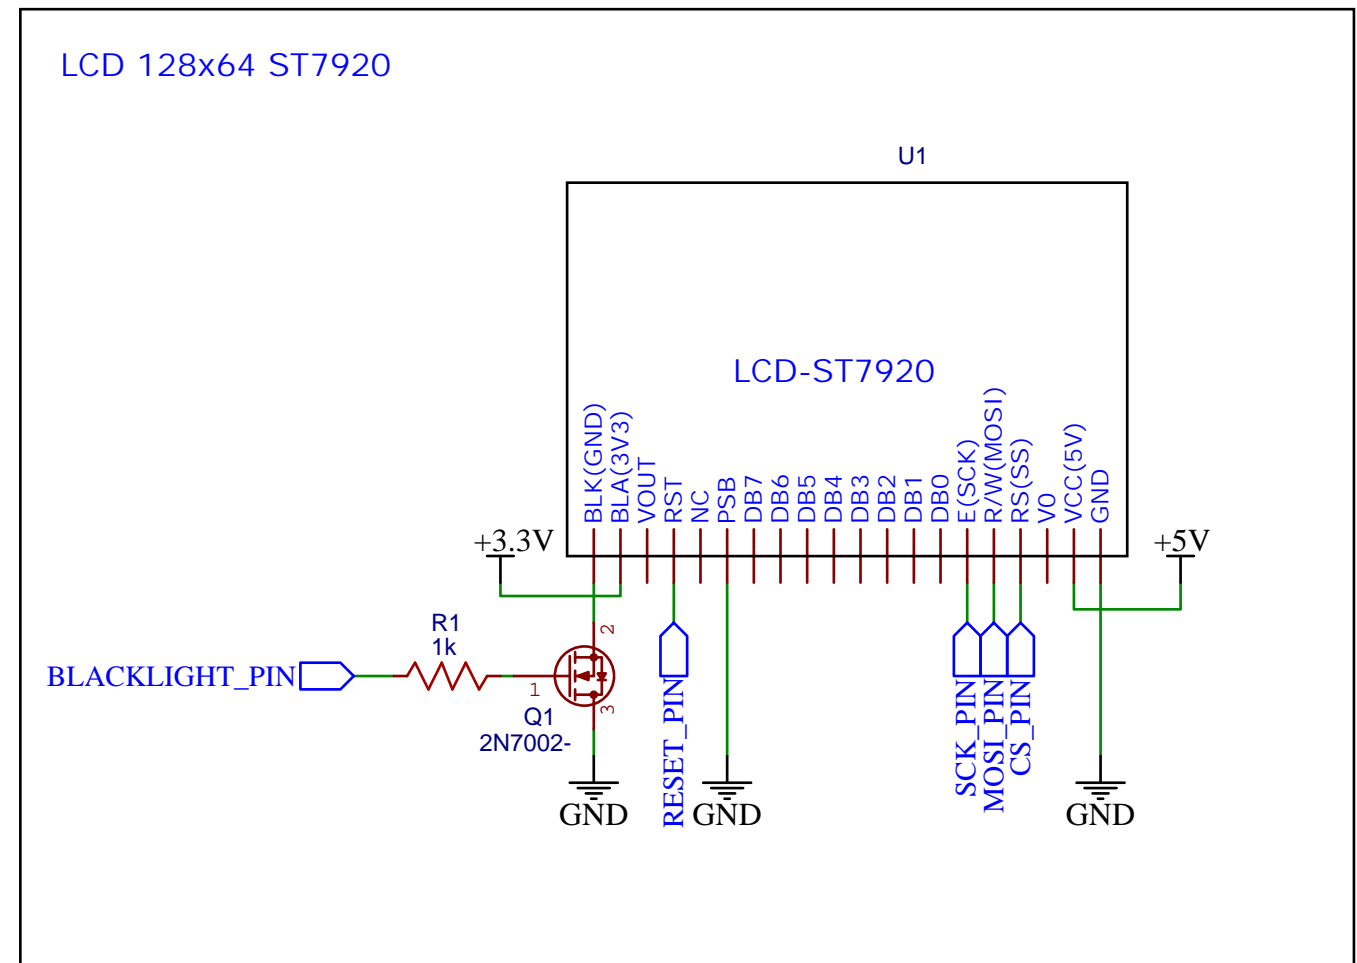 LCD 128x64 ST7920
U1
LCD-ST7920
BLK(GND)
BLA(3V3)
VOUT
RST
NC
PSB
DB7
DB6
DB5
DB4
DB3
DB2
DB1
DB0
E(SCK)
R/W(MOSI)
RS(SS)
V0
VCC(5V)
GND
+3.3V
+5V
R1
1k
BLACKLIGHT_PIN
2
1
3
Q1
2N7002-
GND
RESET_PIN
GND
SCK_PIN
MOSI_PIN
CS_PIN
GND